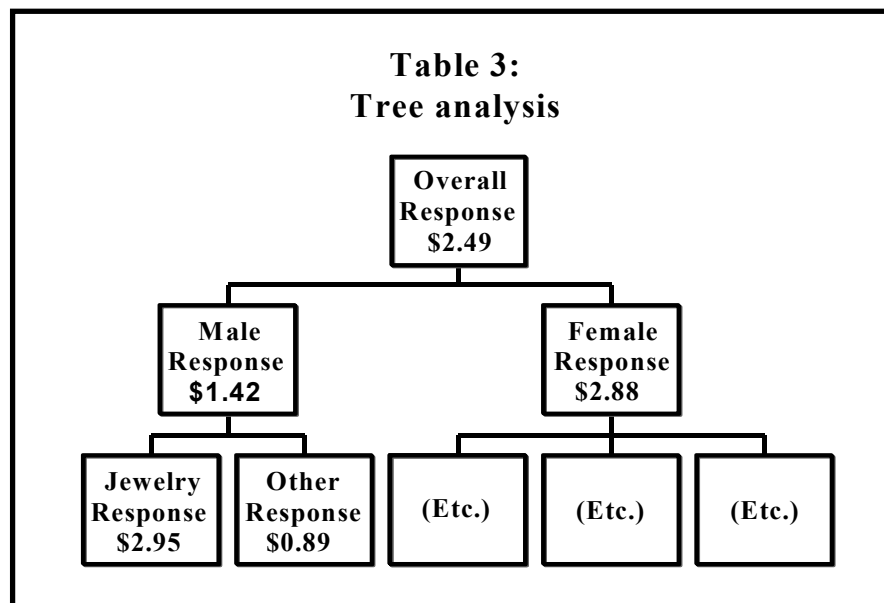 Table 3:
Tree analysis
Overall
Response
$2.49
Male
Response
$1.42
Female
Response
$2.88
Jewelry
Response
$2.95
Other
Response
$0.89
(Etc.)
(Etc.)
(Etc.)